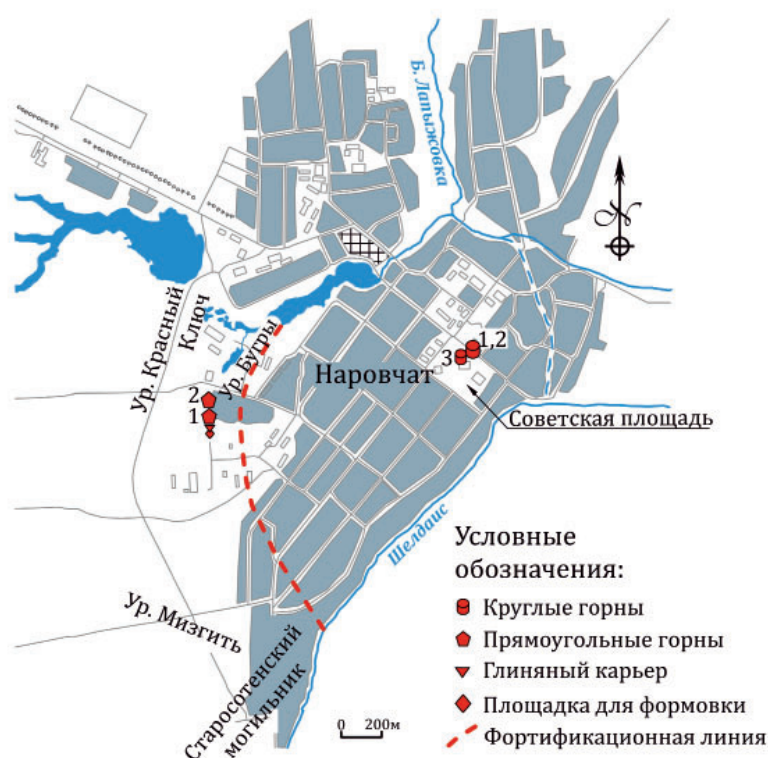 Б. Лапыжовка
Ур. Красный
Ключ
Ур. Бугры
1,2
3
Наровчат
2
1
Советская площадь
Шелдаис
Условные
обозначения:
Круглые горны
Прямоугольные горны
Глиняный карьер
Площадка для формовки
Фортификационная линия
Ур. Мизгить
Старосотенский
могильник
0 200м